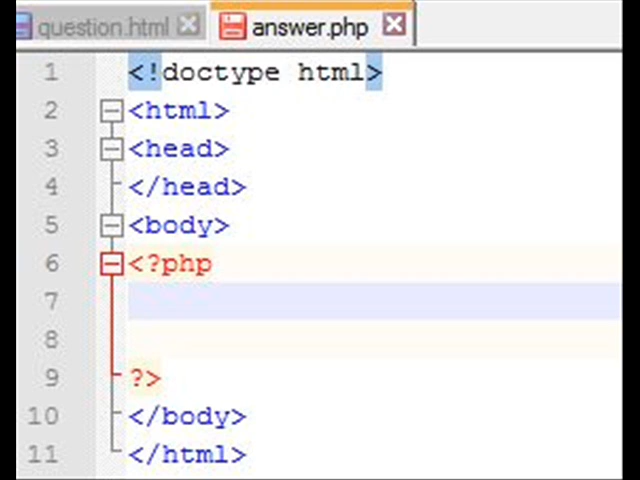 question.html answer.php
1 <!doctype html>
2 <html>
3 <head>
4 </head>
5 <body>
6 <?php
7
8
9 ?>
10 </body>
11 </html>